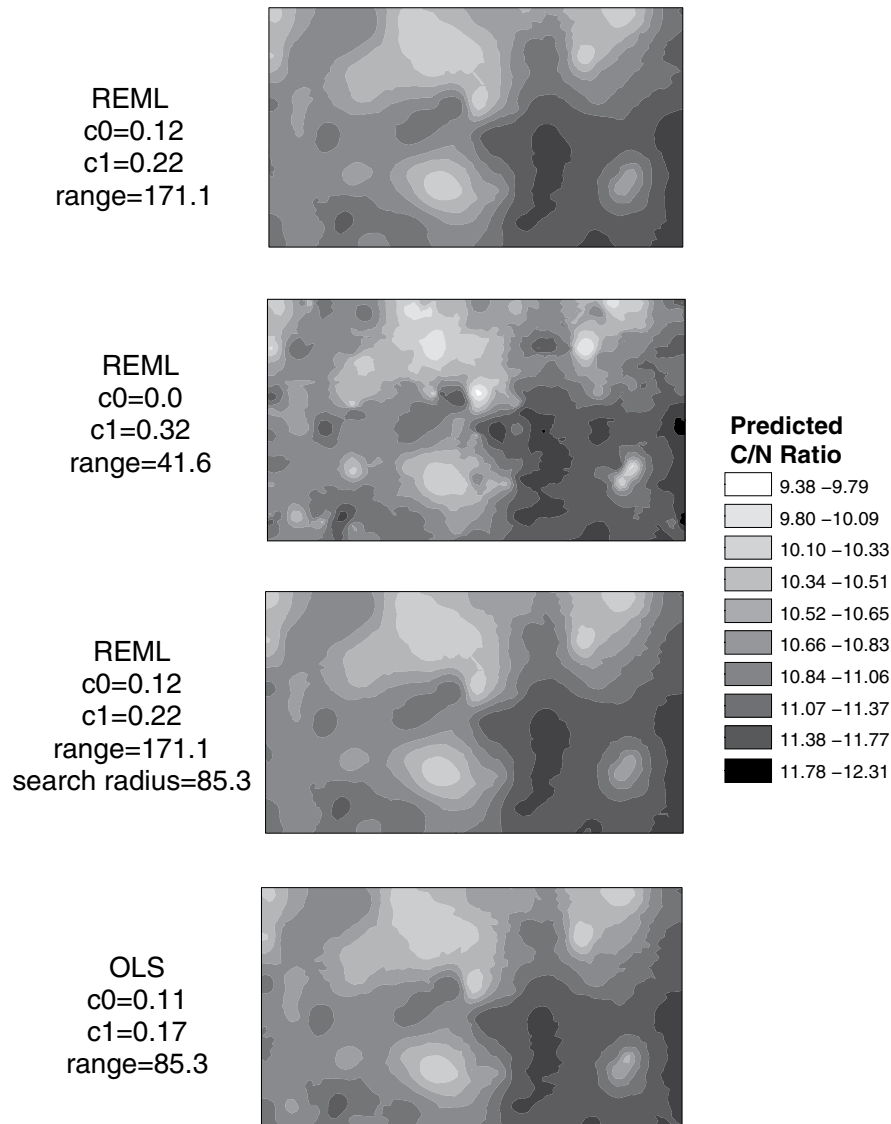 REML
c0=0.12
c1=0.22
range=171.1
REML
c0=0.0
c1=0.32
range=41.6
REML
c0=0.12
c1=0.22
range=171.1
search radius=85.3
OLS
c0=0.11
c1=0.17
range=85.3
Predicted
C/N Ratio
9.38 −9.79
9.80 −10.09
10.10 −10.33
10.34 −10.51
10.52 −10.65
10.66 −10.83
10.84 −11.06
11.07 −11.37
11.38 −11.77
11.78 −12.31